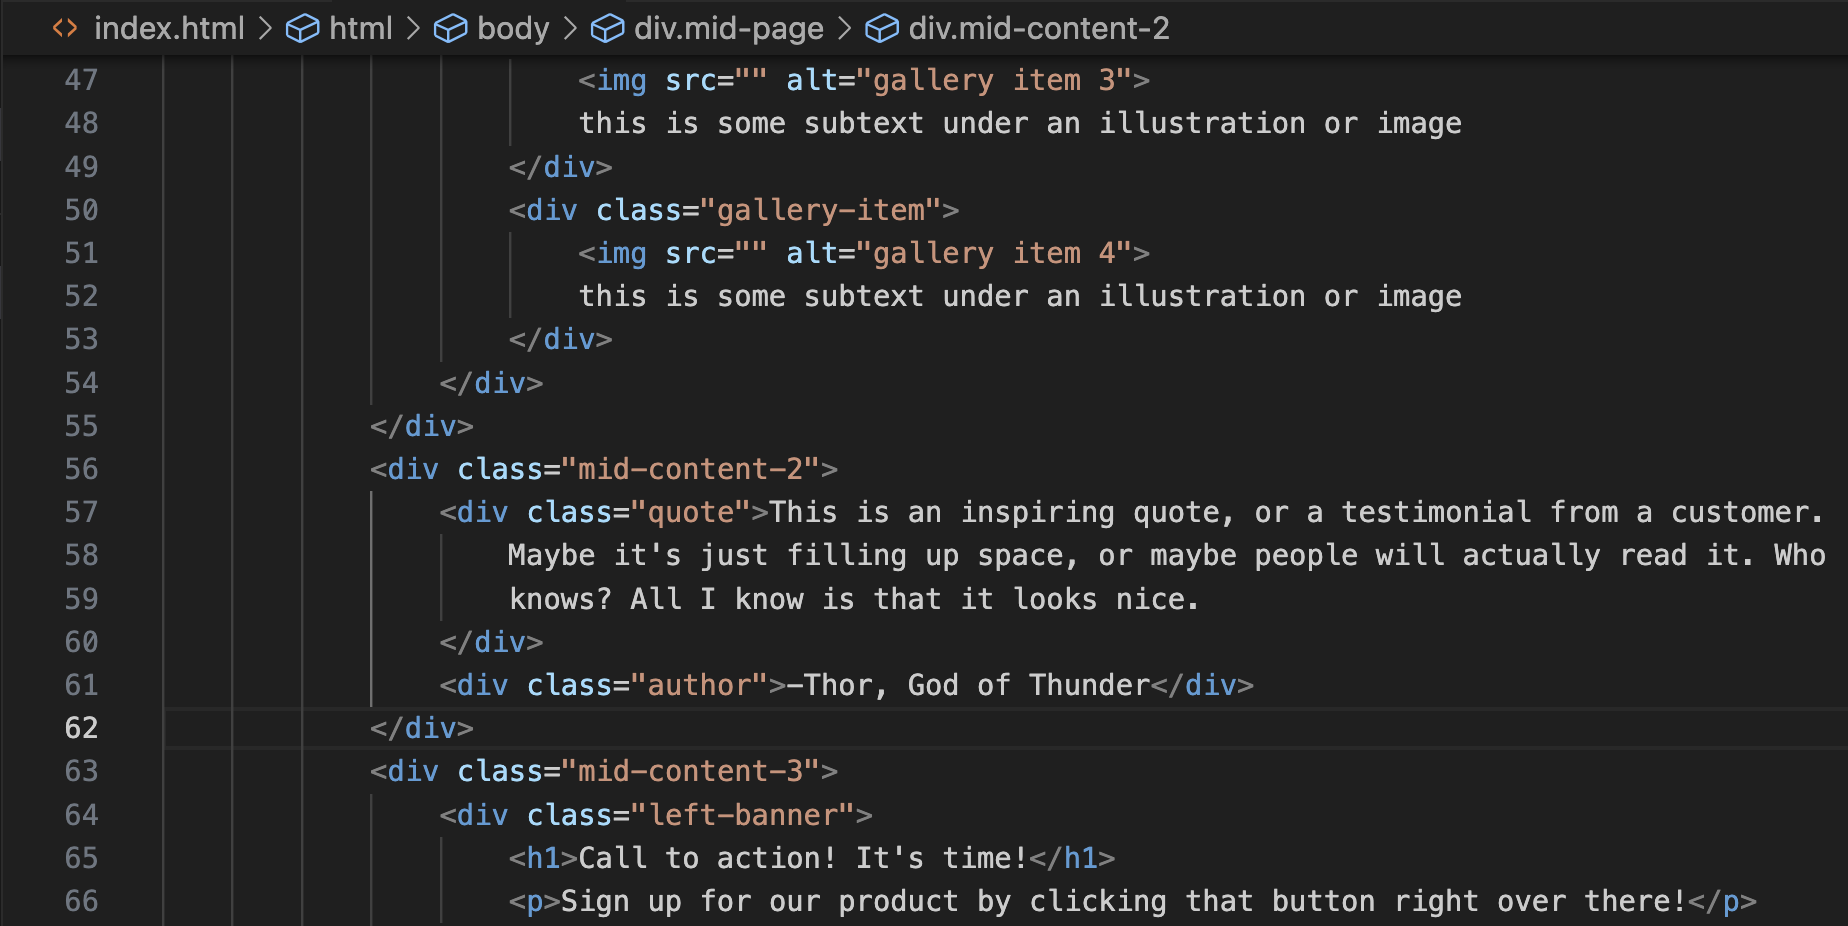 index.html > html > body > div.mid-page > div.mid-content-2
47 <img src="" alt="gallery item 3">
48 this is some subtext under an illustration or image
49 </div>
50 <div class="gallery-item">
51 <img src="" alt="gallery item 4">
52 this is some subtext under an illustration or image
53 </div>
54 </div>
55 </div>
56 <div class="mid-content-2">
57 <div class="quote">This is an inspiring quote, or a testimonial from a customer.
58 Maybe it's just filling up space, or maybe people will actually read it. Who
59 knows? All I know is that it looks nice.
60 </div>
61 <div class="author">-Thor, God of Thunder</div>
62 </div>
63 <div class="mid-content-3">
64 <div class="left-banner">
65 <h1>Call to action! It's time!</h1>
66 <p>Sign up for our product by clicking that button right over there!</p>